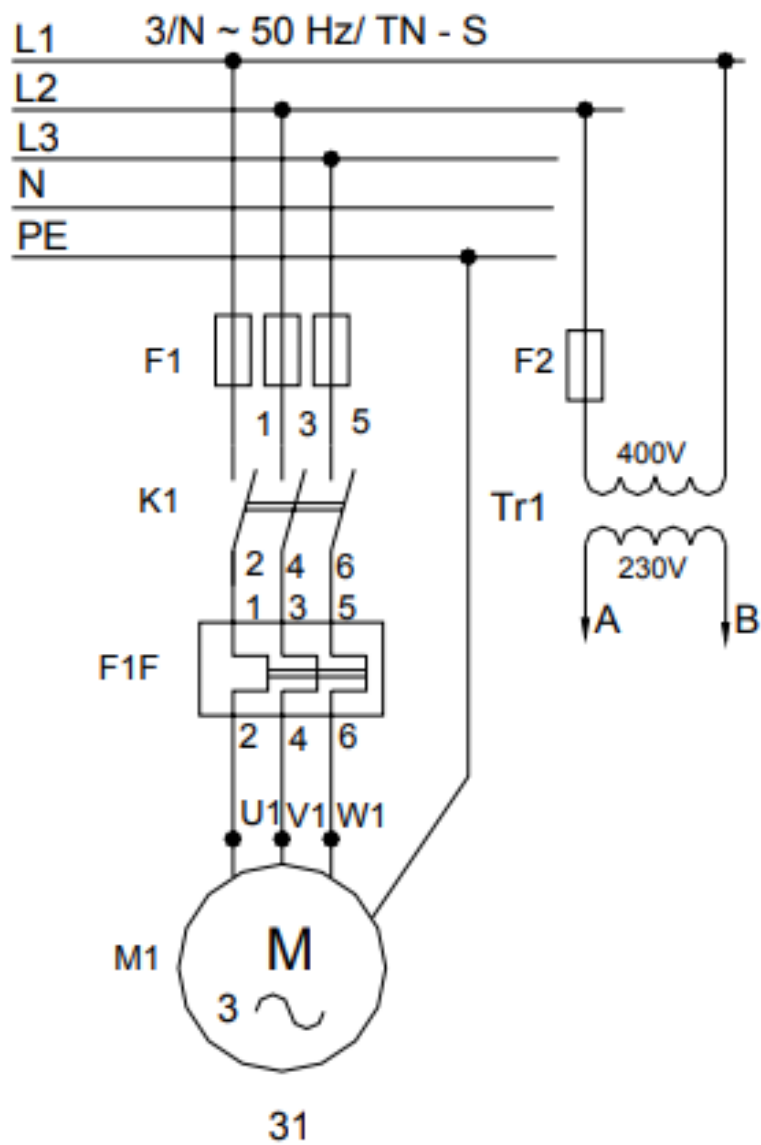 3/N ~ 50 Hz/ TN - S
L1
L2
L3
N
PE
F1
F2
1 3 5
400V
K1
Tr1
2 4 6
230V
1 3 5
A B
F1F
2 4 6
U1 V1 W1
M1
M
3
31